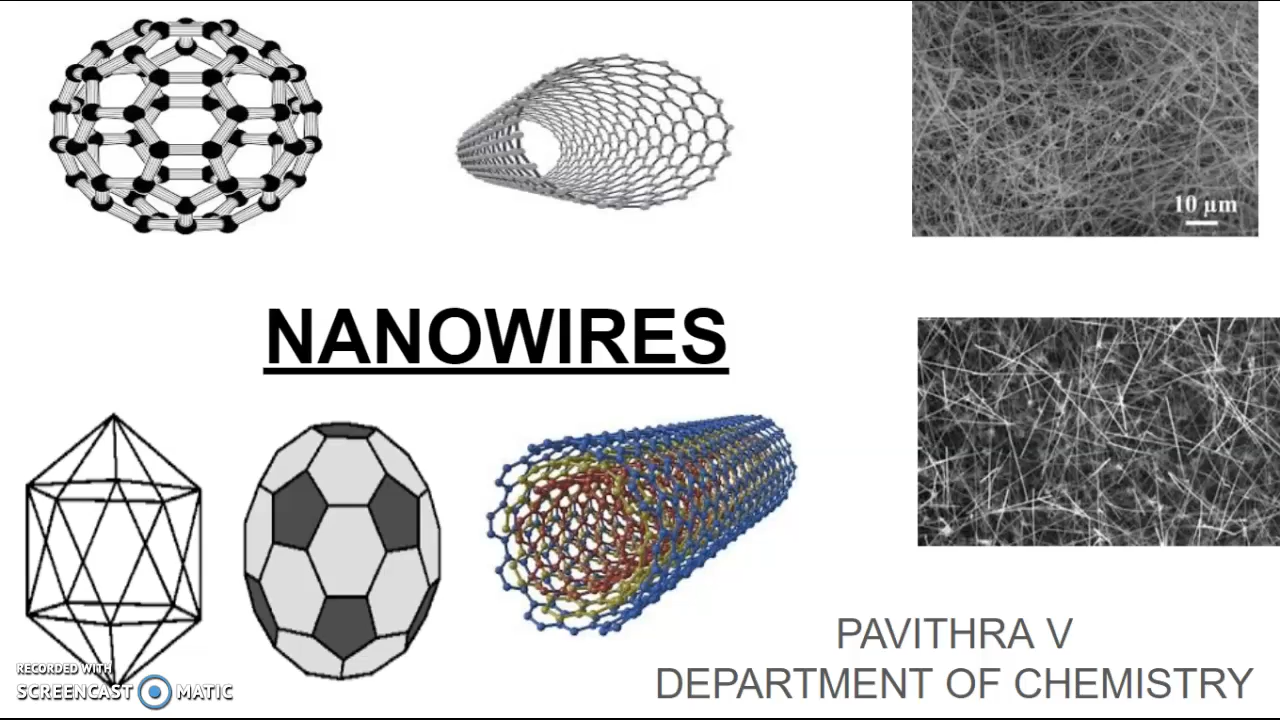 10 μm
NANOWIRES
PAVITHRA V
DEPARTMENT OF CHEMISTRY
RECORDED WITH
SCREENCAST MATIC